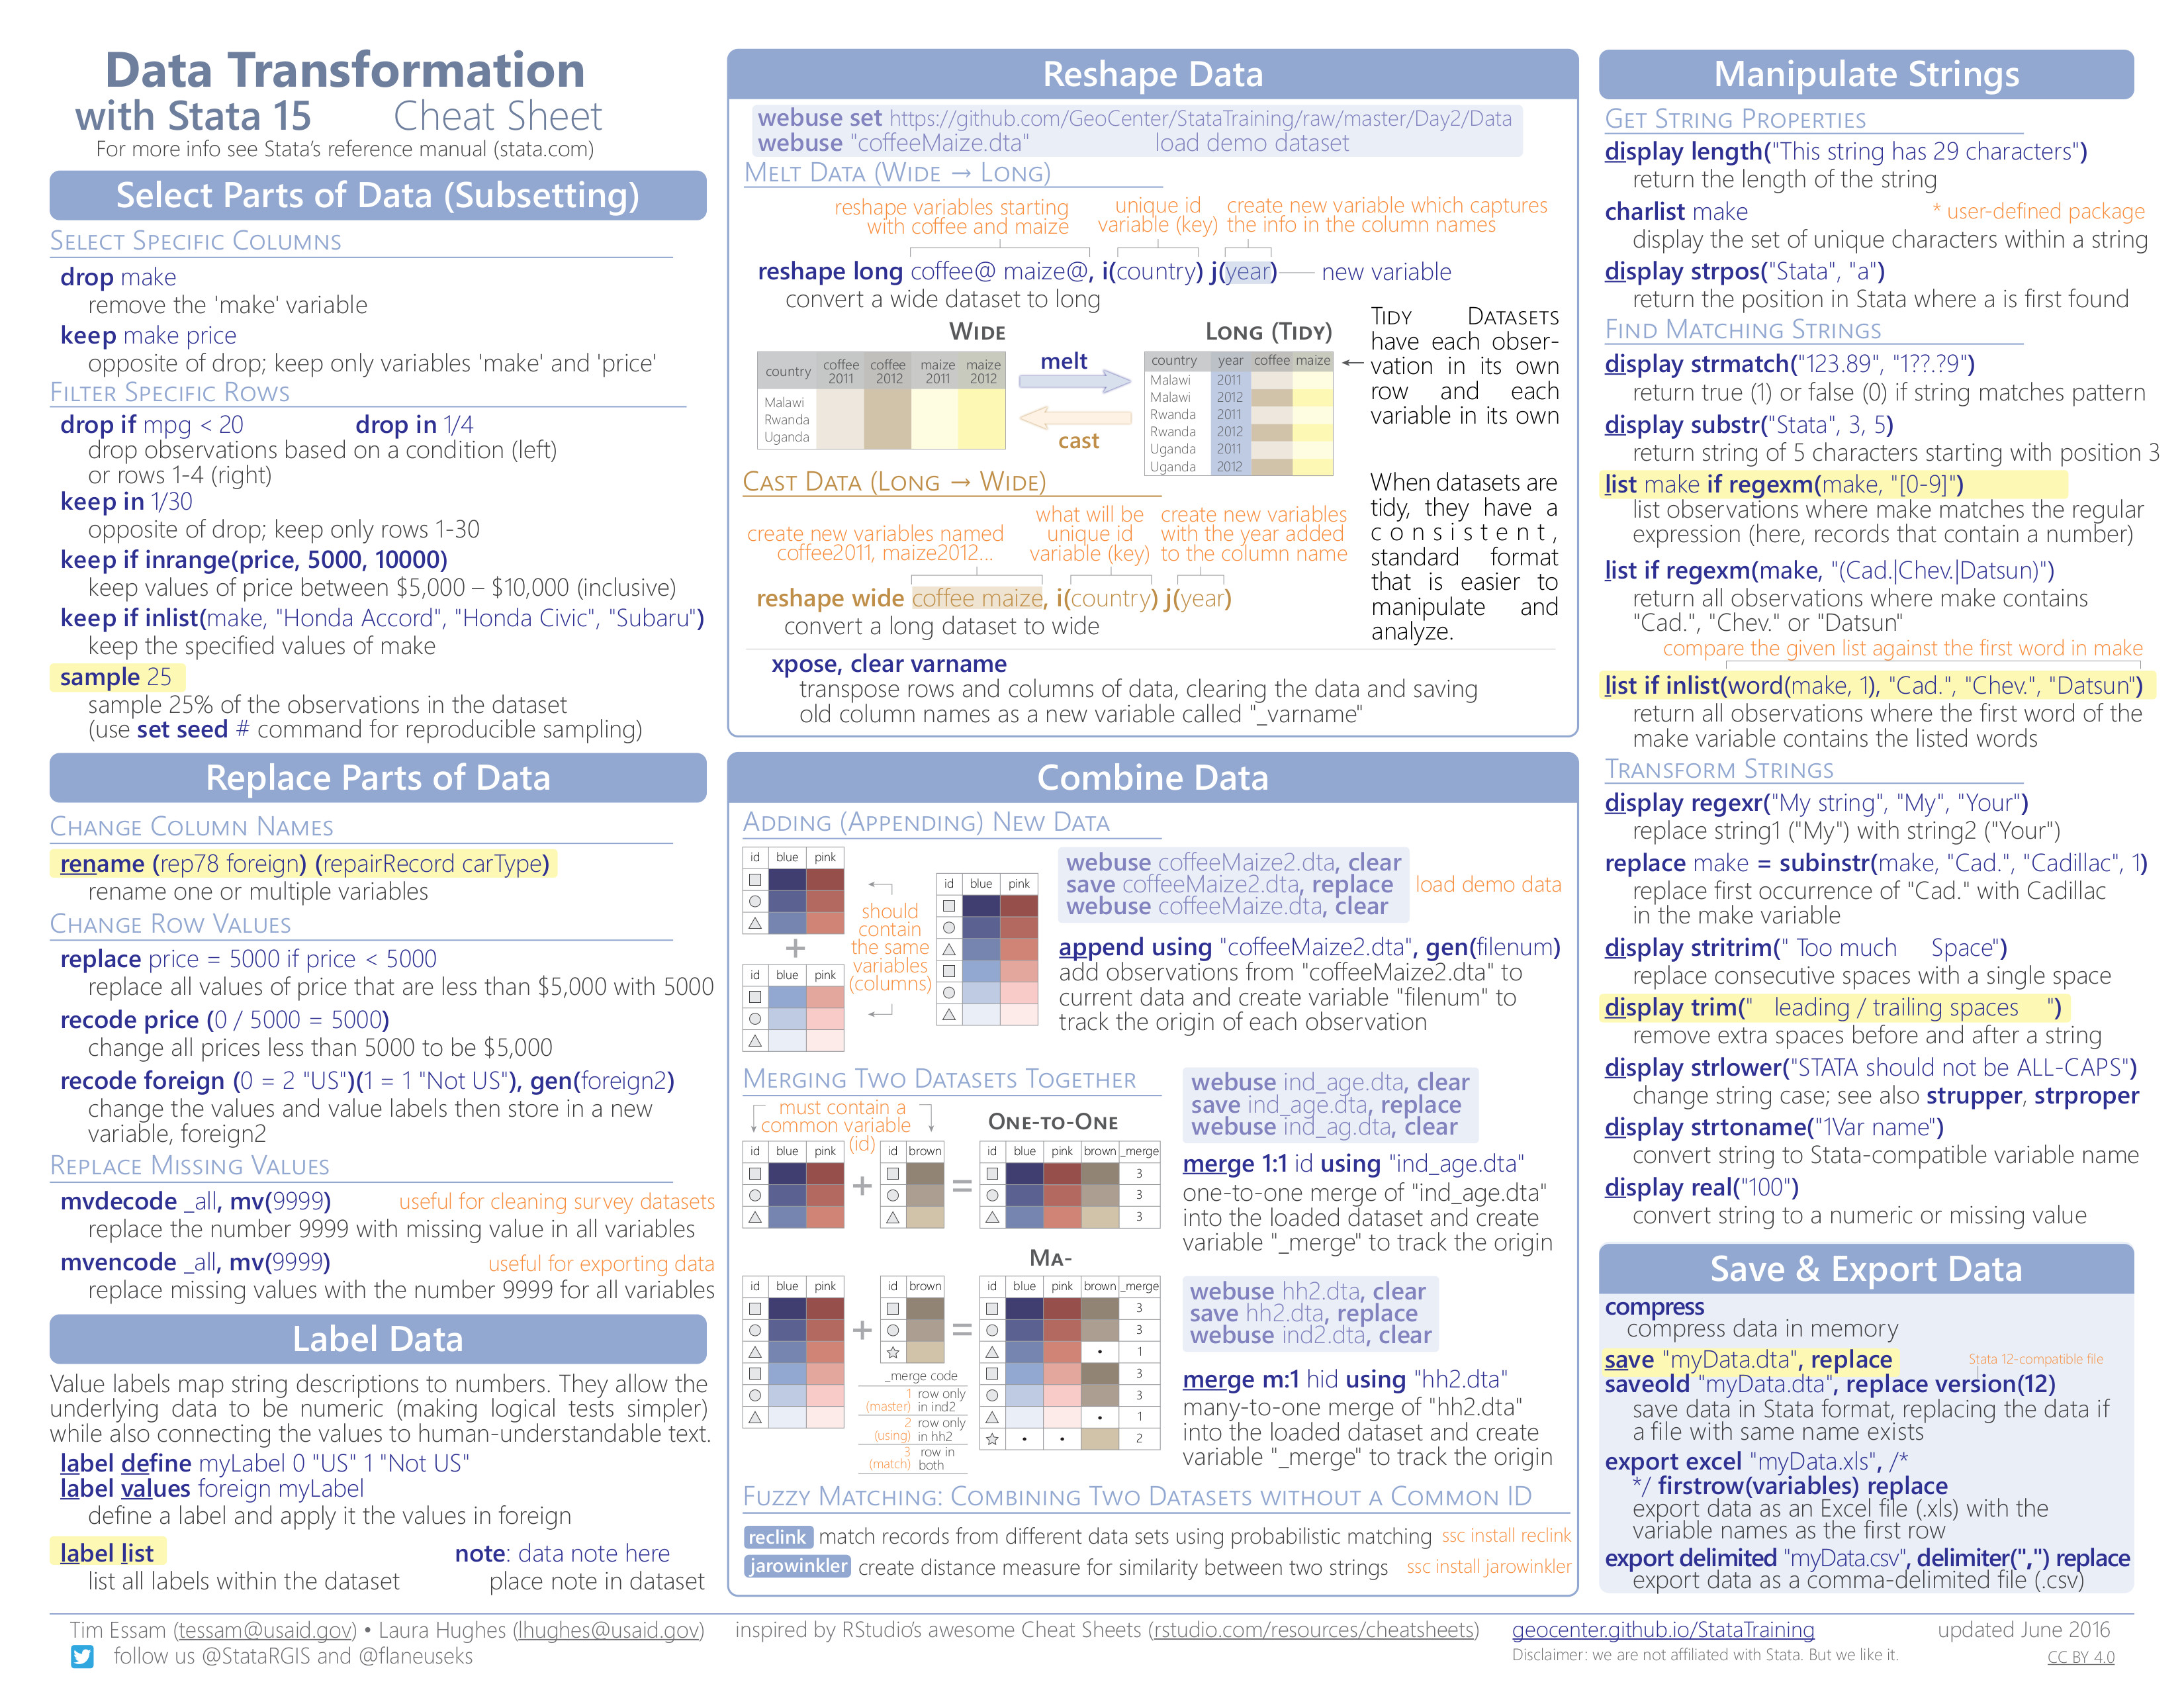 Data Transformation
with Stata 15 Cheat Sheet
For more info see Stata's reference manual (stata.com)
Select Parts of Data (Subsetting)
SELECT SPECIFIC COLUMNS
drop make
remove the 'make' variable
keep make price
opposite of drop; keep only variables 'make' and 'price'
FILTER SPECIFIC ROWS
drop if mpg < 20 drop in 1/4
drop observations based on a condition (left)
or rows 1-4 (right)
keep in 1/30
opposite of drop; keep only rows 1-30
keep if inrange(price, 5000, 10000)
keep values of price between $5,000 – $10,000 (inclusive)
keep if inlist(make, "Honda Accord", "Honda Civic", "Subaru")
keep the specified values of make
sample 25
sample 25% of the observations in the dataset
(use set seed # command for reproducible sampling)
Replace Parts of Data
CHANGE COLUMN NAMES
rename (rep78 foreign) (repairRecord carType)
rename one or multiple variables
CHANGE ROW VALUES
replace price = 5000 if price < 5000
replace all values of price that are less than $5,000 with 5000
recode price (0 / 5000 = 5000)
change all prices less than 5000 to be $5,000
recode foreign (0 = 2 "US")(1 = 1 "Not US"), gen(foreign2)
change the values and value labels then store in a new
variable, foreign2
REPLACE MISSING VALUES
mvdecode _all, mv(9999) useful for cleaning survey datasets
replace the number 9999 with missing value in all variables
mvencode _all, mv(9999) useful for exporting data
replace missing values with the number 9999 for all variables
Label Data
Value labels map string descriptions to numbers. They allow the
underlying data to be numeric (making logical tests simpler)
while also connecting the values to human-understandable text.
label define myLabel 0 "US" 1 "Not US"
label values foreign myLabel
define a label and apply it the values in foreign
label list note: data note here
list all labels within the dataset place note in dataset
Reshape Data
webuse set https://github.com/GeoCenter/StataTraining/raw/master/Day2/Data
webuse "coffeeMaize.dta" load demo dataset
MELT DATA (WIDE → LONG)
reshape variables starting
with coffee and maize
unique id
variable (key)
create new variable which captures
the info in the column names
reshape long coffee@ maize@, i(country) j(year) new variable
convert a wide dataset to long
WIDE
country coffee 2011 coffee 2012 maize 2011 maize 2012
Malawi
Rwanda
Uganda
melt
cast
LONG (TIDY)
country year coffee maize
Malawi 2011
Malawi 2012
Rwanda 2011
Rwanda 2012
Uganda 2011
Uganda 2012
TIDY DATASETS
have each obser-
vation in its own
row and each
variable in its own
CAST DATA (LONG → WIDE)
create new variables named
coffee2011, maize2012...
what will be
unique id
variable (key)
create new variables
with the year added
to the column name
reshape wide coffee maize, i(country) j(year)
convert a long dataset to wide
When datasets are
tidy, they have a
consistent,
standard format
that is easier to
manipulate and
analyze.
xpose, clear varname
transpose rows and columns of data, clearing the data and saving
old column names as a new variable called "_varname"
Combine Data
ADDING (APPENDING) NEW DATA
id blue pink
+
id blue pink
should
contain
the same
variables
(columns)
id blue pink
webuse coffeeMaize2.dta, clear
save coffeeMaize2.dta, replace load demo data
webuse coffeeMaize.dta, clear
append using "coffeeMaize2.dta", gen(filenum)
add observations from "coffeeMaize2.dta" to
current data and create variable "filenum" to
track the origin of each observation
MERGING TWO DATASETS TOGETHER
must contain a
common variable
(id)
ONE-TO-ONE
id blue pink + id brown = id blue pink brown _merge
3
3
3
webuse ind_age.dta, clear
save ind_age.dta, replace
webuse ind_ag.dta, clear
merge 1:1 id using "ind_age.dta"
one-to-one merge of "ind_age.dta"
into the loaded dataset and create
variable "_merge" to track the origin
MA-
id blue pink + id brown = id blue pink brown _merge
3
3
. 1
3
3
. 1
. . 2
_merge code
1 (master) row only in ind2
2 (using) row only in hh2
3 (match) row in both
webuse hh2.dta, clear
save hh2.dta, replace
webuse ind2.dta, clear
merge m:1 hid using "hh2.dta"
many-to-one merge of "hh2.dta"
into the loaded dataset and create
variable "_merge" to track the origin
FUZZY MATCHING: COMBINING TWO DATASETS WITHOUT A COMMON ID
reclink match records from different data sets using probabilistic matching ssc install reclink
jarowinkler create distance measure for similarity between two strings ssc install jarowinkler
Manipulate Strings
GET STRING PROPERTIES
display length("This string has 29 characters")
return the length of the string
charlist make * user-defined package
display the set of unique characters within a string
display strpos("Stata", "a")
return the position in Stata where a is first found
FIND MATCHING STRINGS
display strmatch("123.89", "1??.?9")
return true (1) or false (0) if string matches pattern
display substr("Stata", 3, 5)
return string of 5 characters starting with position 3
list make if regexm(make, "[0-9]")
list observations where make matches the regular
expression (here, records that contain a number)
list if regexm(make, "(Cad.|Chev.|Datsun)")
return all observations where make contains
"Cad.", "Chev." or "Datsun"
compare the given list against the first word in make
list if inlist(word(make, 1), "Cad.", "Chev.", "Datsun")
return all observations where the first word of the
make variable contains the listed words
TRANSFORM STRINGS
display regexr("My string", "My", "Your")
replace string1 ("My") with string2 ("Your")
replace make = subinstr(make, "Cad.", "Cadillac", 1)
replace first occurrence of "Cad." with Cadillac
in the make variable
display stritrim(" Too much Space")
replace consecutive spaces with a single space
display trim(" leading / trailing spaces ")
remove extra spaces before and after a string
display strlower("STATA should not be ALL-CAPS")
change string case; see also strupper, strproper
display strtoname("1Var name")
convert string to Stata-compatible variable name
display real("100")
convert string to a numeric or missing value
Save & Export Data
compress
compress data in memory
save "myData.dta", replace Stata 12-compatible file
saveold "myData.dta", replace version(12)
save data in Stata format, replacing the data if
a file with same name exists
export excel "myData.xls", /*
*/ firstrow(variables) replace
export data as an Excel file (.xls) with the
variable names as the first row
export delimited "myData.csv", delimiter(",") replace
export data as a comma-delimited file (.csv)
Tim Essam (tessam@usaid.gov) • Laura Hughes (lhughes@usaid.gov) inspired by RStudio's awesome Cheat Sheets (rstudio.com/resources/cheatsheets) geocenter.github.io/StataTraining updated June 2016
follow us @StataRGIS and @flaneuseks Disclaimer: we are not affiliated with Stata. But we like it. CC BY 4.0